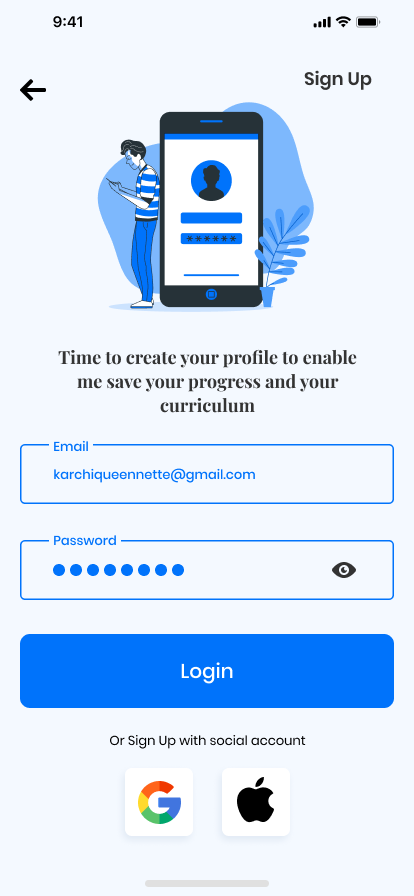 9:41
Sign Up
******
Time to create your profile to enable
me save your progress and your
curriculum
Email
karchiqueennette@gmail.com
Password
Login
Or Sign Up with social account